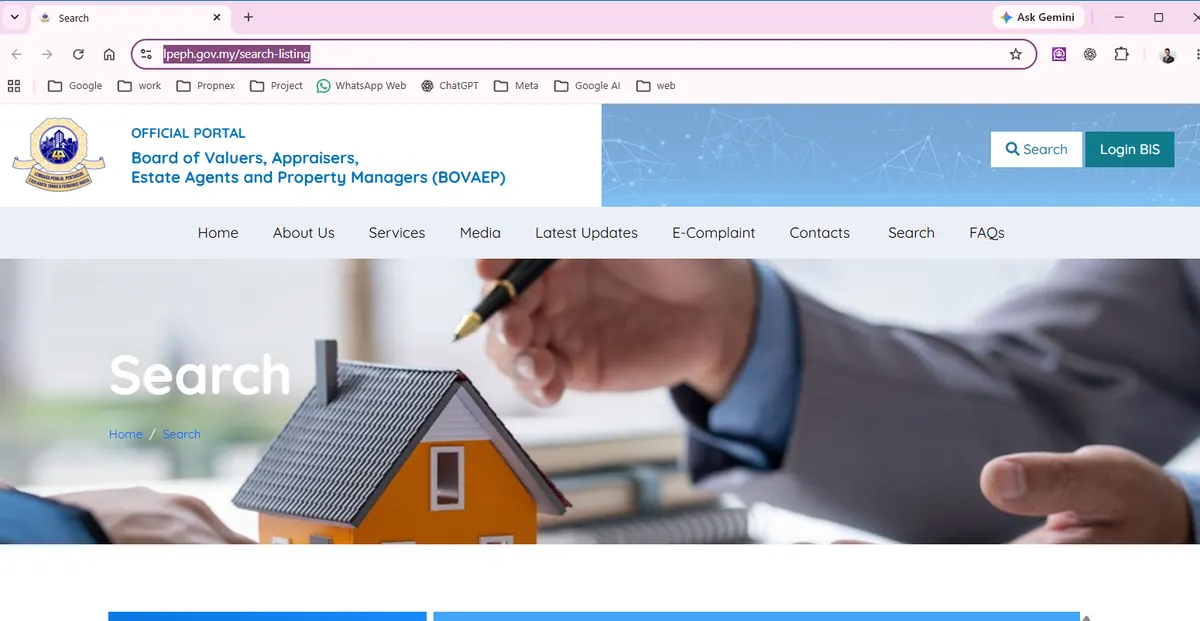 Search
Ask Gemini
lpeph.gov.my/search-listing
Google
work
Propnex
Project
WhatsApp Web
ChatGPT
Meta
Google AI
web
OFFICIAL PORTAL
Board of Valuers, Appraisers,
Estate Agents and Property Managers (BOVAEP)
Search
Login BIS
Home
About Us
Services
Media
Latest Updates
E-Complaint
Contacts
Search
FAQs
Search
Home / Search